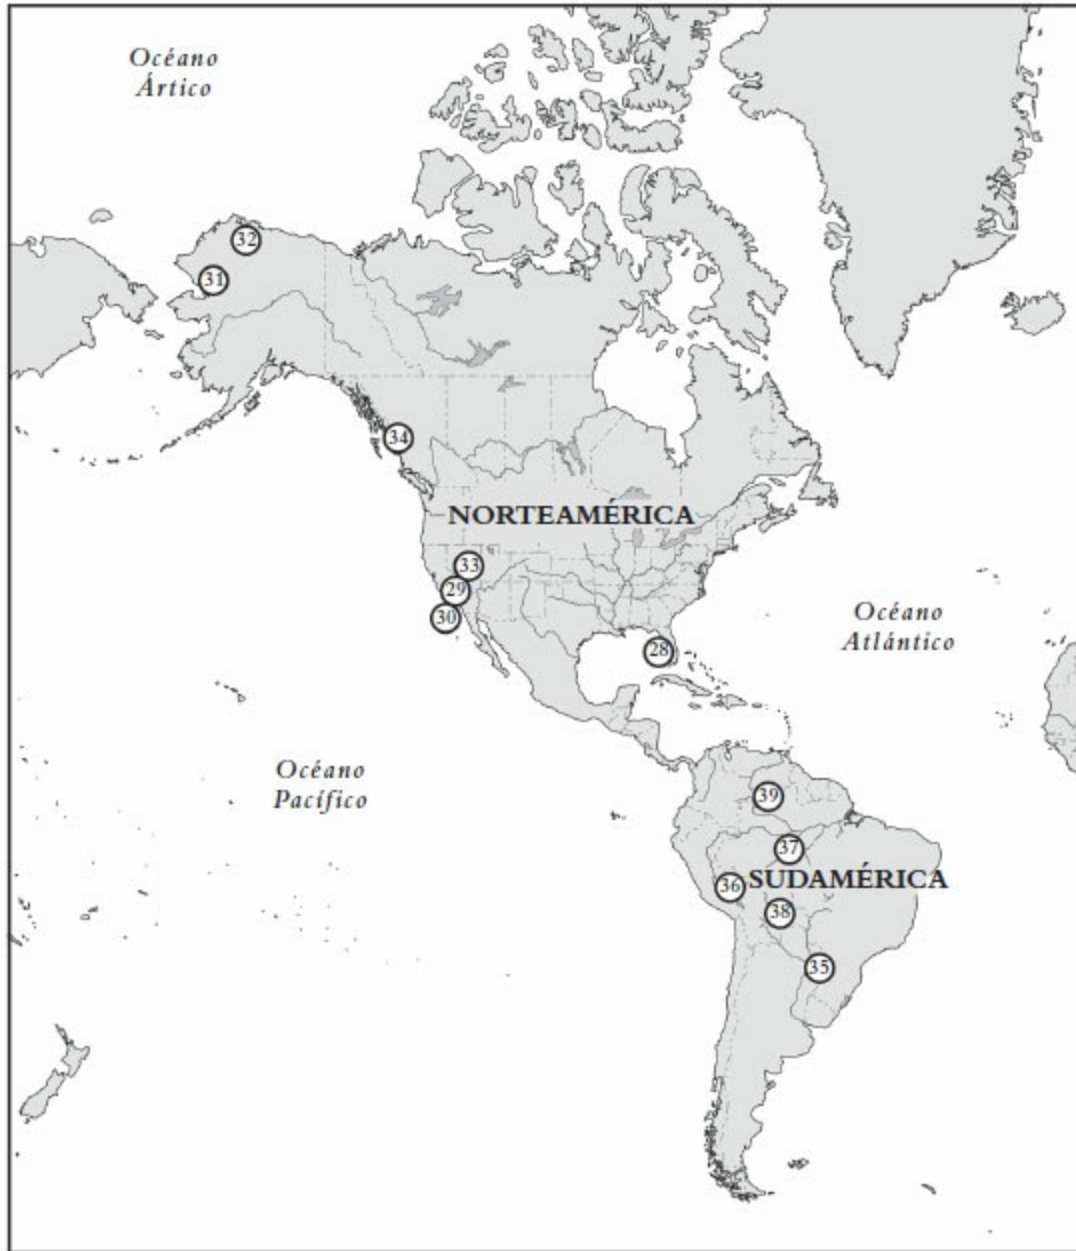 Océano
Ártico
32
31
34
NORTEAMÉRICA
33
29
30
28
Océano
Atlántico
Océano
Pacífico
39
37
36
SUDAMÉRICA
38
35